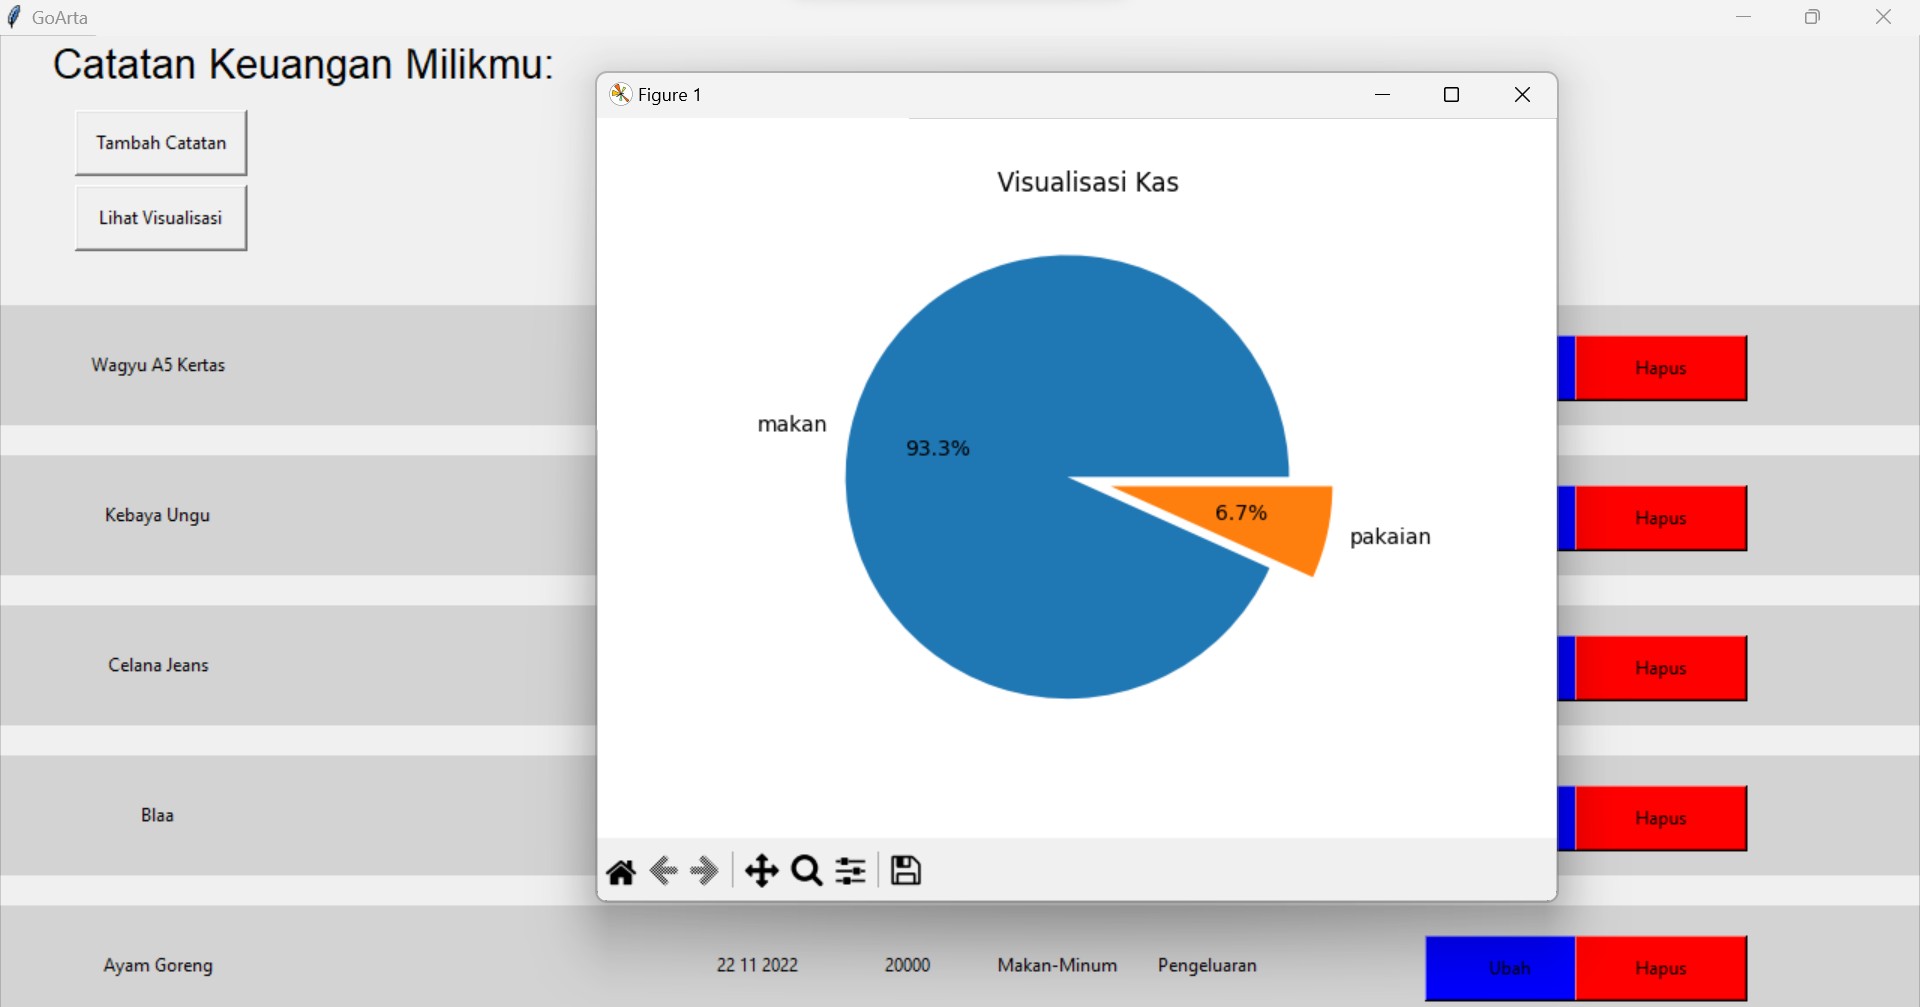 GoArta
Catatan Keuangan Milikmu:
Tambah Catatan
Lihat Visualisasi
Figure 1
Visualisasi Kas
makan
93.3%
6.7%
pakaian
Wagyu A5 Kertas
Hapus
Kebaya Ungu
Hapus
Celana Jeans
Hapus
Blaa
Hapus
Ayam Goreng 22 11 2022 20000 Makan-Minum Pengeluaran Ubah Hapus